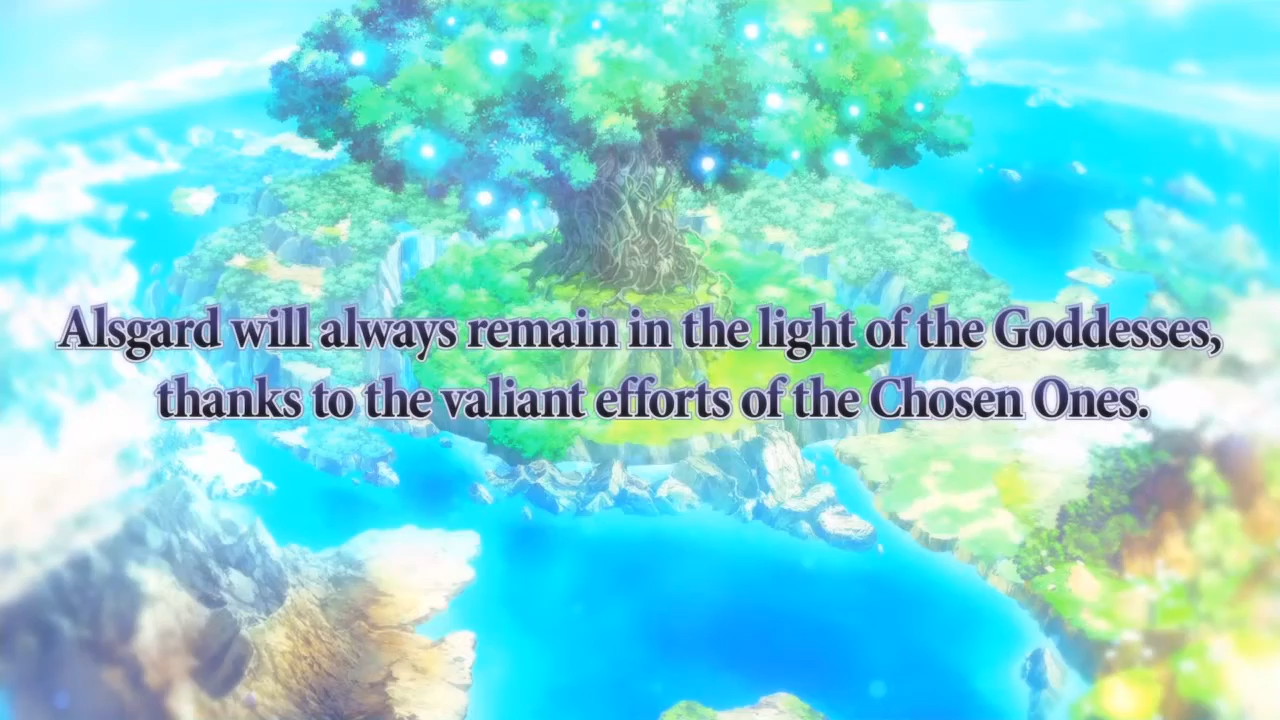 Alsgard will always remain in the light of the Goddesses,
thanks to the valiant efforts of the Chosen Ones.